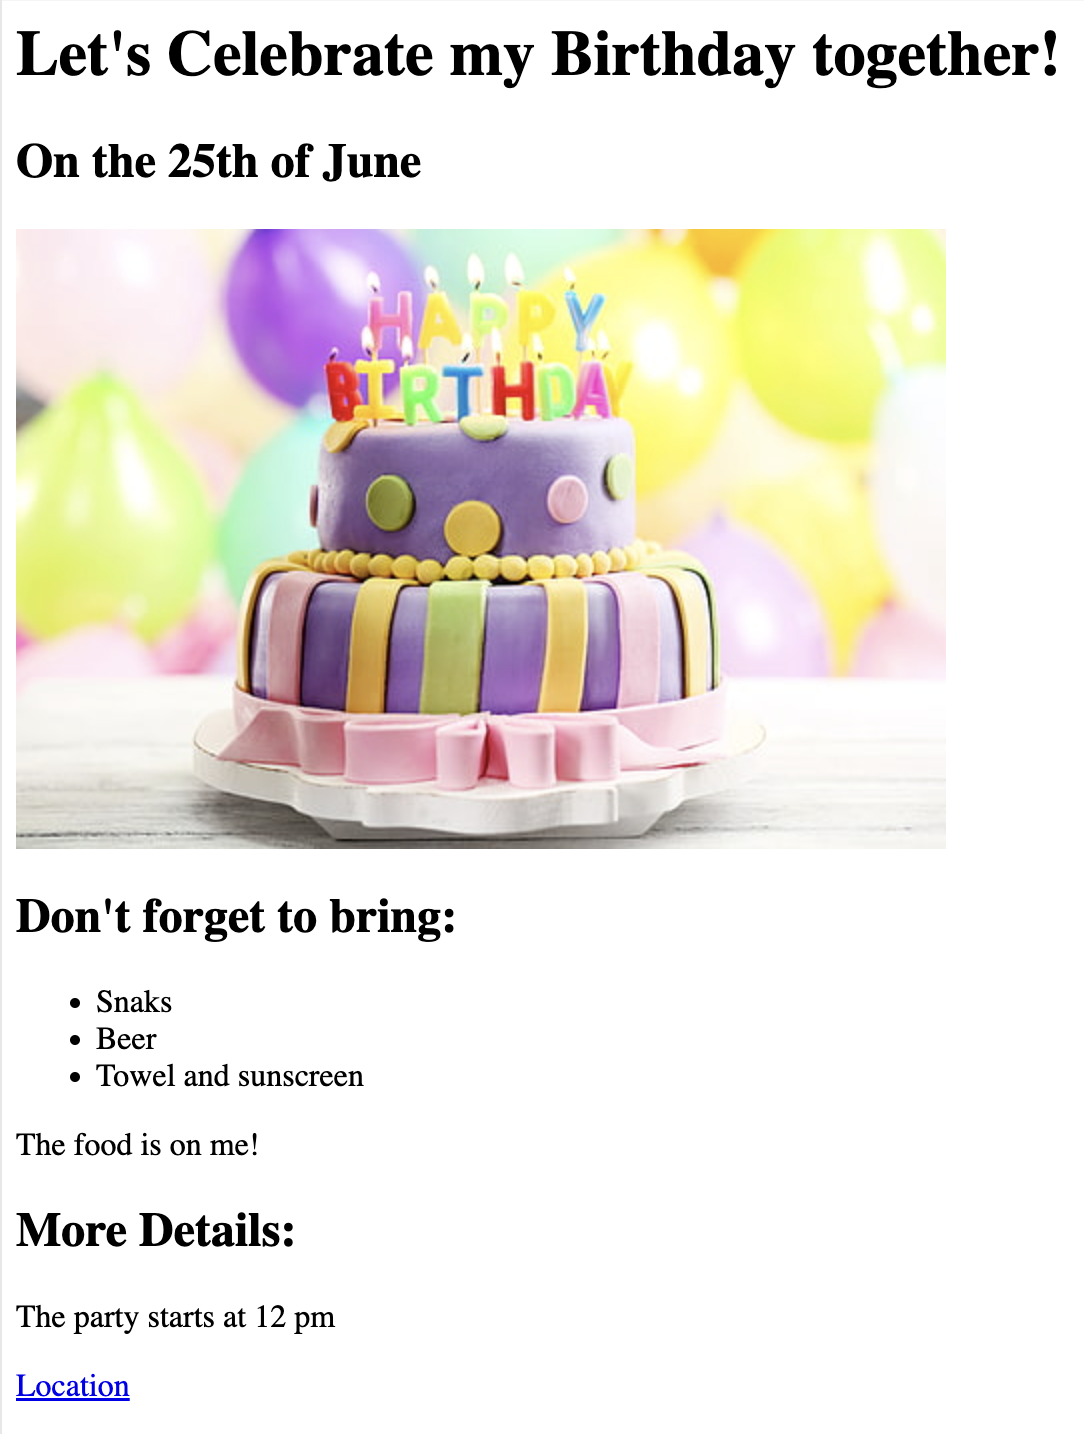 Let's Celebrate my Birthday together!
On the 25th of June
HAPPY
BIRTHDAY
Don't forget to bring:
Snaks
Beer
Towel and sunscreen
The food is on me!
More Details:
The party starts at 12 pm
Location